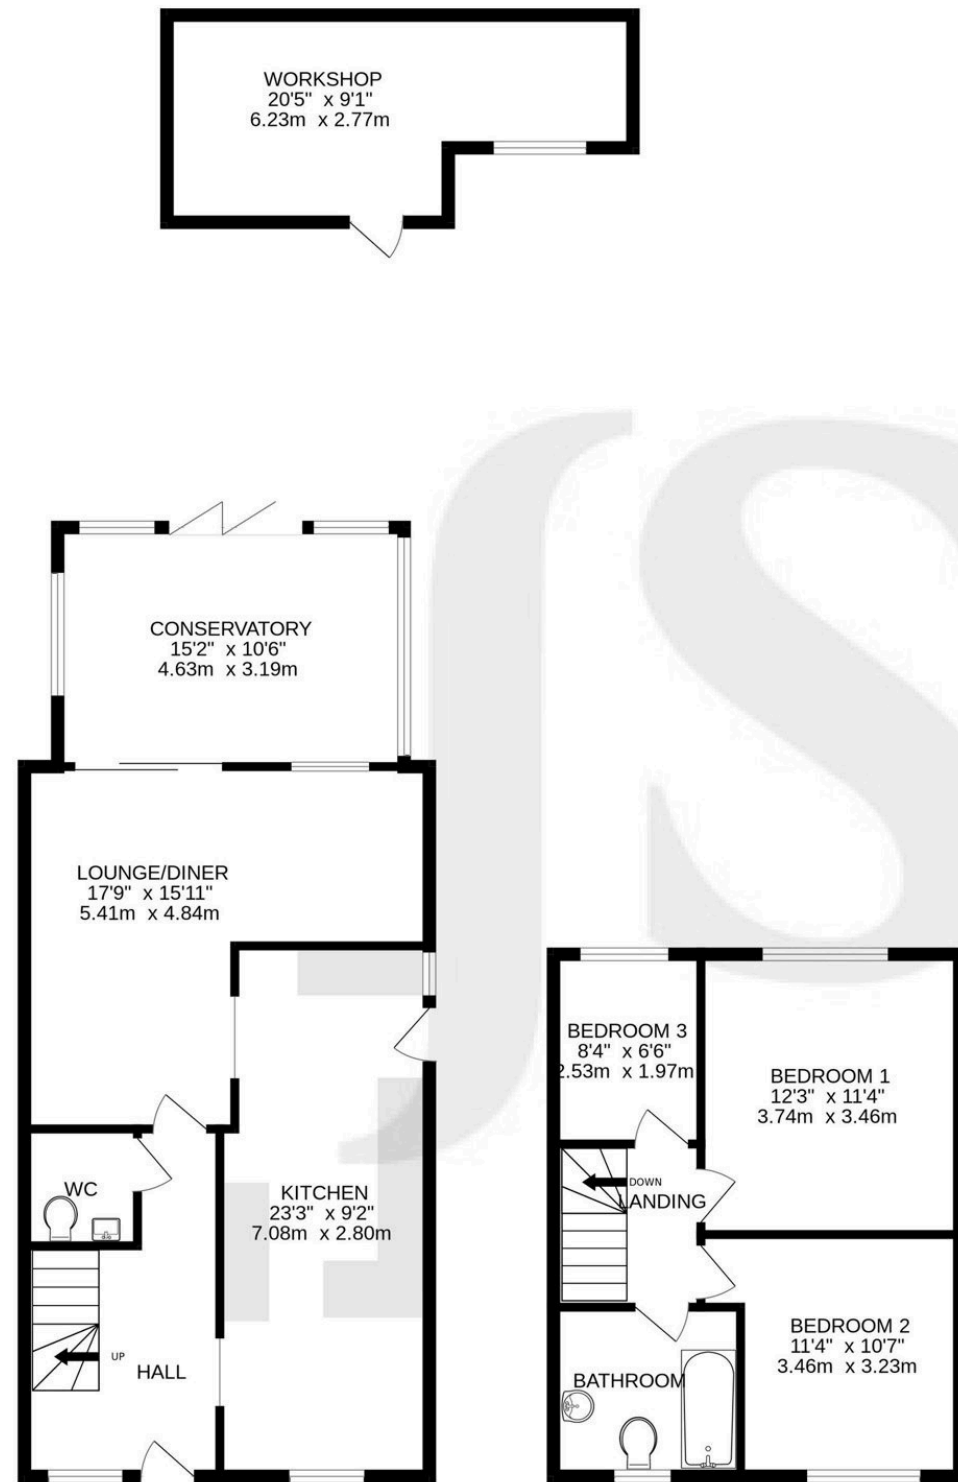 WORKSHOP
20'5" x 9'1"
6.23m x 2.77m
CONSERVATORY
15'2" x 10'6"
4.63m x 3.19m
LOUNGE/DINER
17'9" x 15'11"
5.41m x 4.84m
WC
KITCHEN
23'3" x 9'2"
7.08m x 2.80m
UP
HALL
BEDROOM 3
8'4" x 6'6"
2.53m x 1.97m
BEDROOM 1
12'3" x 11'4"
3.74m x 3.46m
DOWN
LANDING
BEDROOM 2
11'4" x 10'7"
3.46m x 3.23m
BATHROOM
JS